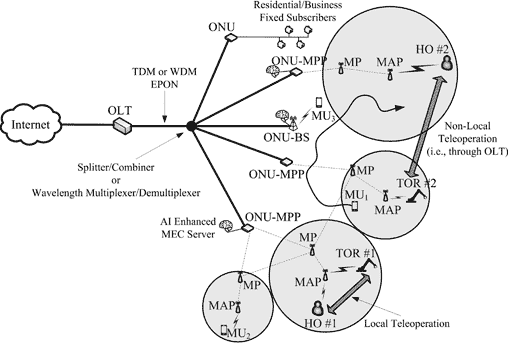 Residential/Business
Fixed Subscribers
ONU
ONU-MPP
MP
MAP
HO #2
TDM or WDM
EPON
OLT
Internet
MU3
ONU-BS
Non-Local
Teleoperation
(i.e., through OLT)
Splitter/Combiner
or
Wavelength Multiplexer/Demultiplexer
ONU-MPP
MP
TOR #2
MU1
MAP
ONU-MPP
AI Enhanced
MEC Server
MP
TOR #1
MAP
MP
MAP
MU2
HO #1
Local Teleoperation